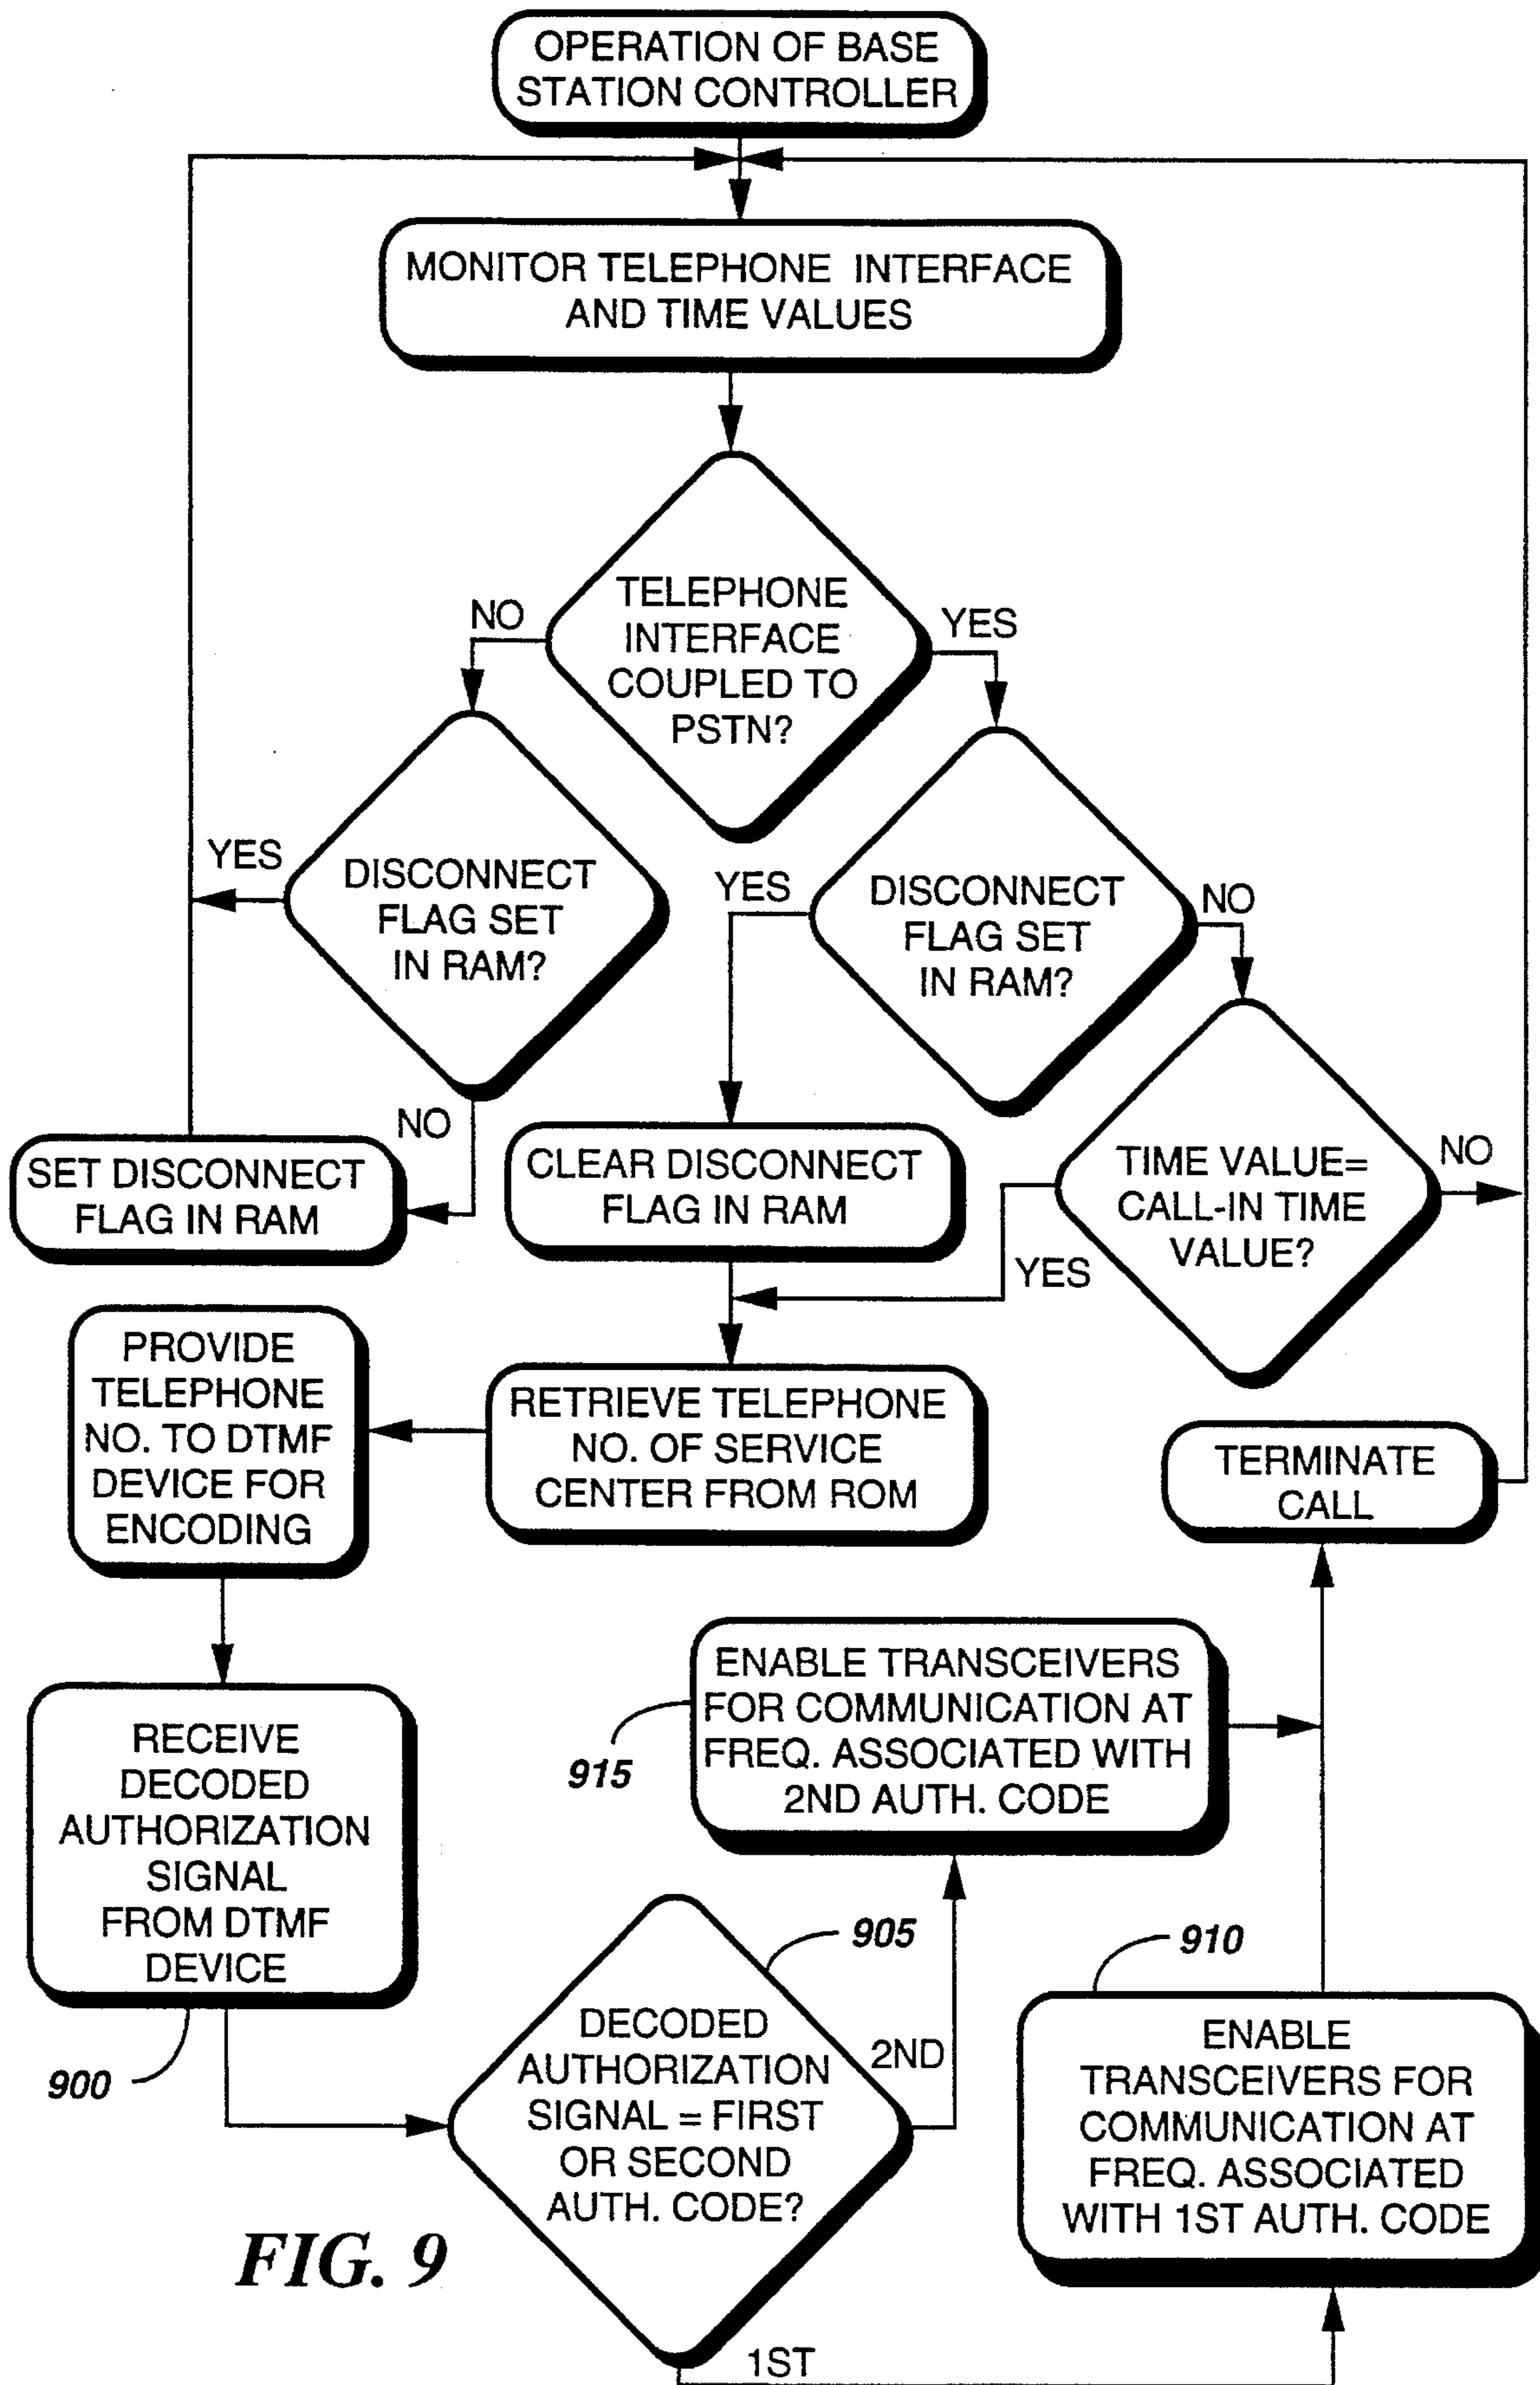 OPERATION OF BASE
STATION CONTROLLER
MONITOR TELEPHONE INTERFACE
AND TIME VALUES
TELEPHONE
INTERFACE
COUPLED TO
PSTN?
NO
YES
DISCONNECT
FLAG SET
IN RAM?
YES
NO
DISCONNECT
FLAG SET
IN RAM?
YES
NO
SET DISCONNECT
FLAG IN RAM
CLEAR DISCONNECT
FLAG IN RAM
TIME VALUE=
CALL-IN TIME
VALUE?
NO
YES
PROVIDE
TELEPHONE
NO. TO DTMF
DEVICE FOR
ENCODING
RETRIEVE TELEPHONE
NO. OF SERVICE
CENTER FROM ROM
TERMINATE
CALL
RECEIVE
DECODED
AUTHORIZATION
SIGNAL
FROM DTMF
DEVICE
900
ENABLE TRANSCEIVERS
FOR COMMUNICATION AT
FREQ. ASSOCIATED WITH
2ND AUTH. CODE
915
905
DECODED
AUTHORIZATION
SIGNAL = FIRST
OR SECOND
AUTH. CODE?
2ND
1ST
910
ENABLE
TRANSCEIVERS FOR
COMMUNICATION AT
FREQ. ASSOCIATED
WITH 1ST AUTH. CODE
FIG. 9